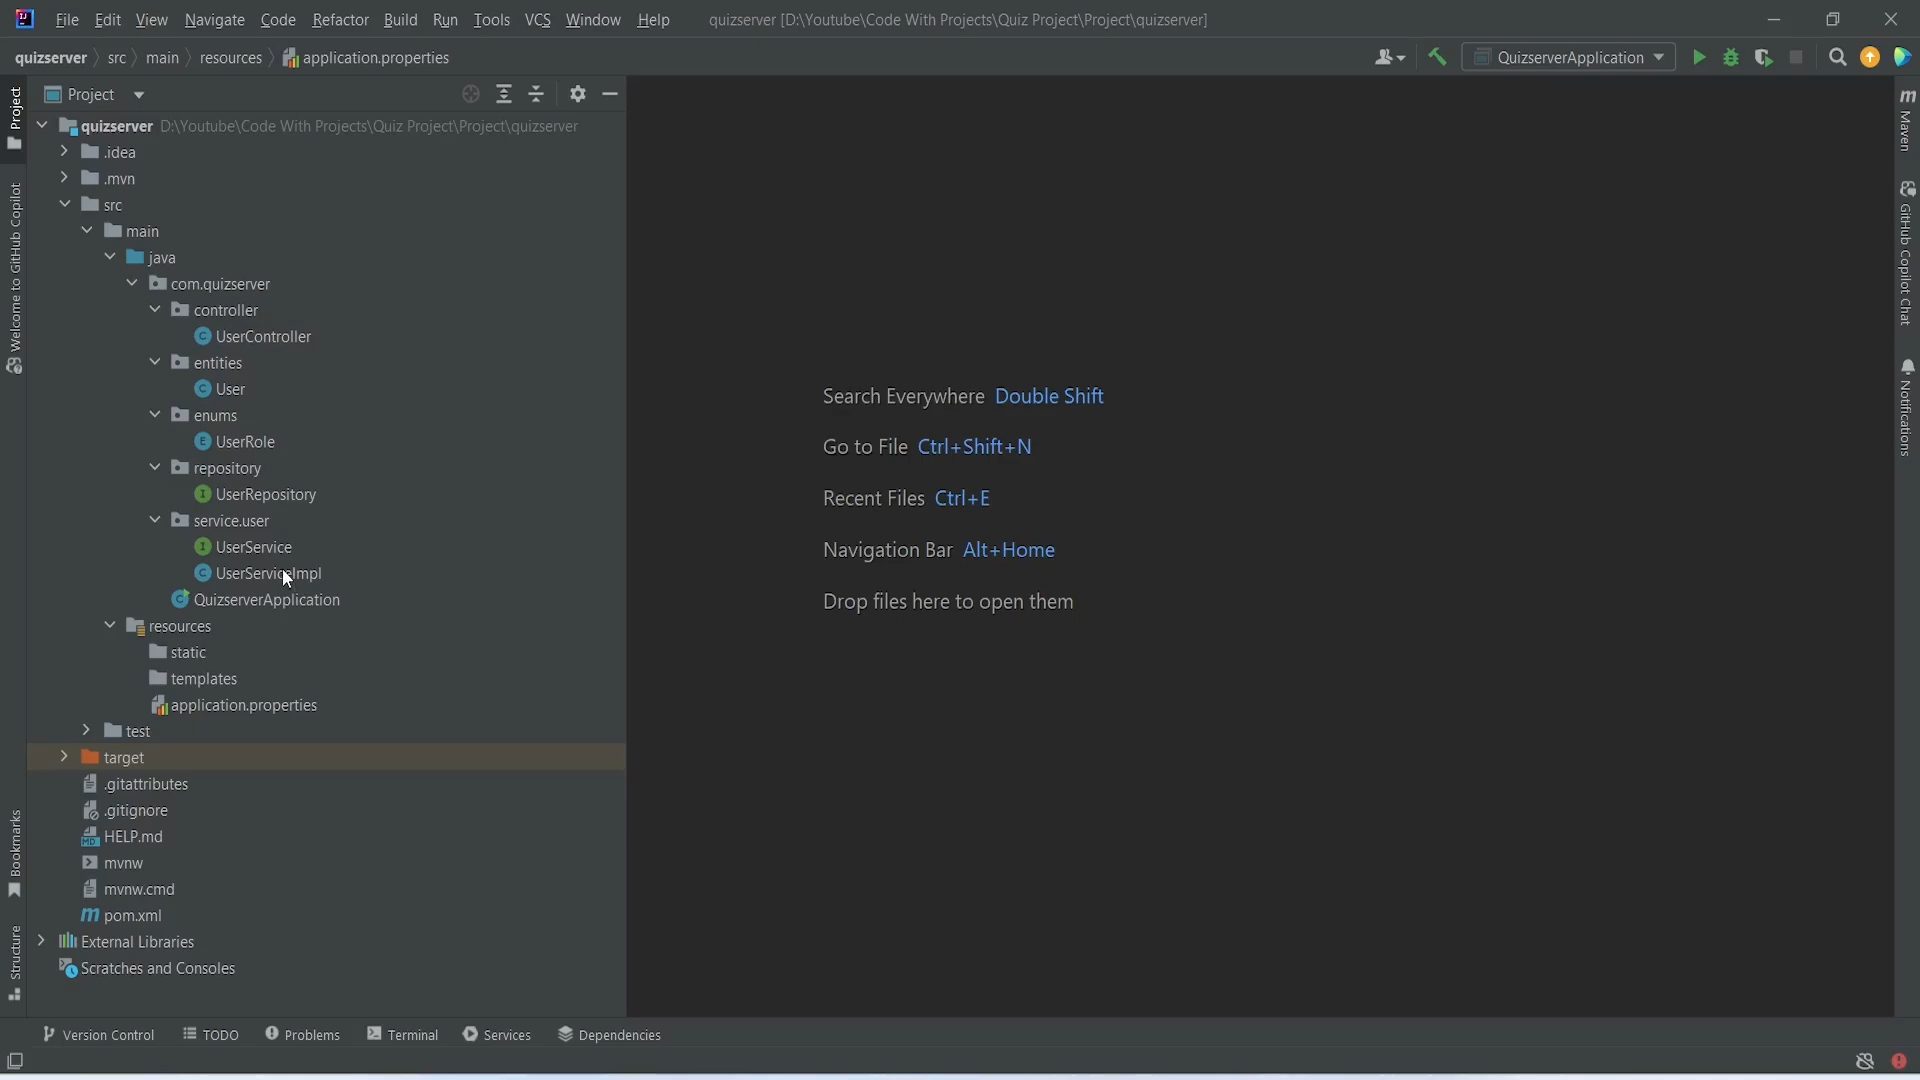 File Edit View Navigate Code Refactor Build Run Tools VCS Window Help quizserver [D:\Youtube\Code With Projects\Quiz Project\Project\quizserver]
quizserver src main resources application.properties QuizserverApplication
Project
quizserver D:\Youtube\Code With Projects\Quiz Project\Project\quizserver
.idea
.mvn
src
main
java
com.quizserver
controller
UserController
entities
User
enums
UserRole
repository
UserRepository
service.user
UserService
UserServiceImpl
QuizserverApplication
resources
static
templates
application.properties
test
target
.gitattributes
.gitignore
HELP.md
mvnw
mvnw.cmd
pom.xml
External Libraries
Scratches and Consoles
Search Everywhere Double Shift
Go to File Ctrl+Shift+N
Recent Files Ctrl+E
Navigation Bar Alt+Home
Drop files here to open them
Project
Welcome to GitHub Copilot
Bookmarks
Structure
Maven
GitHub Copilot Chat
Notifications
Version Control TODO Problems Terminal Services Dependencies